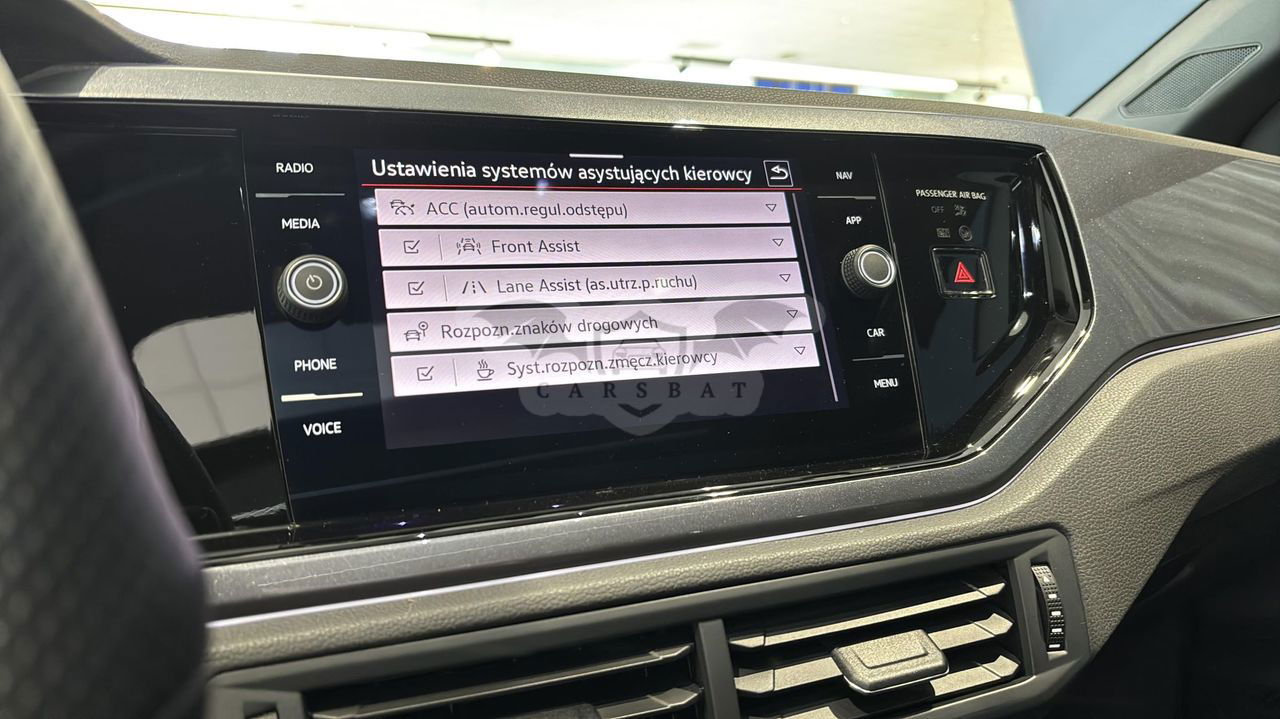 RADIO
MEDIA
PHONE
VOICE
Ustawienia systemów asystujących kierowcy
ACC (autom.regul.odstępu)
Front Assist
Lane Assist (as.utrz.p.ruchu)
Rozpozn.znaków drogowych
Syst.rozpozn.zmęcz.kierowcy
CARSBAT
NAV
APP
CAR
MENU
PASSENGER AIR BAG
OFF